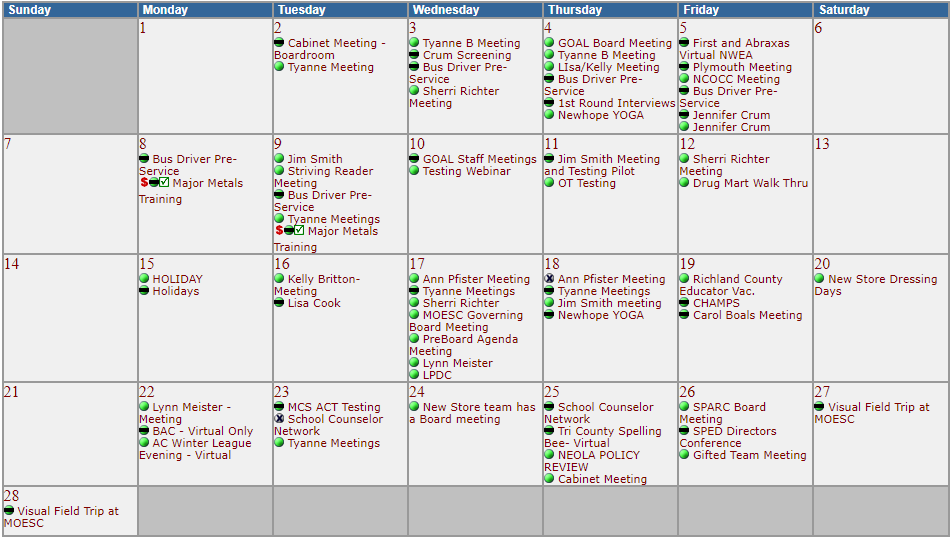 Sunday Monday Tuesday Wednesday Thursday Friday Saturday
1
2
Cabinet Meeting -
Boardroom
Tyanne Meeting
3
Tyanne B Meeting
Crum Screening
Bus Driver Pre-
Service
Sherri Richter
Meeting
4
GOAL Board Meeting
Tyanne B Meeting
LIsa/Kelly Meeting
Bus Driver Pre-
Service
1st Round Interviews
Newhope YOGA
5
First and Abraxas
Virtual NWEA
Plymouth Meeting
NCOCC Meeting
Bus Driver Pre-
Service
Jennifer Crum
Jennifer Crum
6
7
8
Bus Driver Pre-
Service
$ Major Metals
Training
9
Jim Smith
Striving Reader
Meeting
Bus Driver Pre-
Service
Tyanne Meetings
$ Major Metals
Training
10
GOAL Staff Meetings
Testing Webinar
11
Jim Smith Meeting
and Testing Pilot
OT Testing
12
Sherri Richter
Meeting
Drug Mart Walk Thru
13
14
15
HOLIDAY
Holidays
16
Kelly Britton-
Meeting
Lisa Cook
17
Ann Pfister Meeting
Tyanne Meetings
Sherri Richter
MOESC Governing
Board Meeting
PreBoard Agenda
Meeting
Lynn Meister
LPDC
18
Ann Pfister Meeting
Tyanne Meetings
Jim Smith meeting
Newhope YOGA
19
Richland County
Educator Vac.
CHAMPS
Carol Boals Meeting
20
New Store Dressing
Days
21
22
Lynn Meister -
Meeting
BAC - Virtual Only
AC Winter League
Evening - Virtual
23
MCS ACT Testing
School Counselor
Network
Tyanne Meetings
24
New Store team has
a Board meeting
25
School Counselor
Network
Tri County Spelling
Bee- Virtual
NEOLA POLICY
REVIEW
Cabinet Meeting
26
SPARC Board
Meeting
SPED Directors
Conference
Gifted Team Meeting
27
Visual Field Trip at
MOESC
28
Visual Field Trip at
MOESC